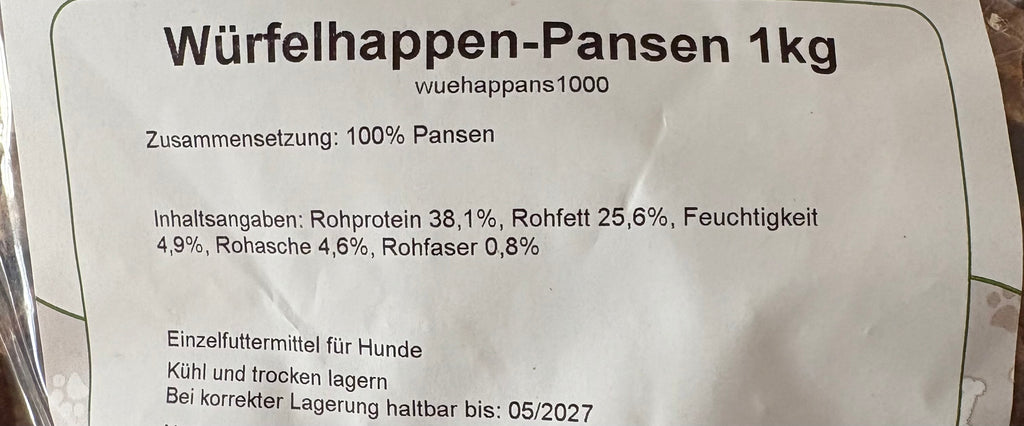 Würfelhappen-Pansen 1kg
wuehappans1000
Zusammensetzung: 100% Pansen
Inhaltsangaben: Rohprotein 38,1%, Rohfett 25,6%, Feuchtigkeit
4,9%, Rohasche 4,6%, Rohfaser 0,8%
Einzelfuttermittel für Hunde
Kühl und trocken lagern
Bei korrekter Lagerung haltbar bis: 05/2027